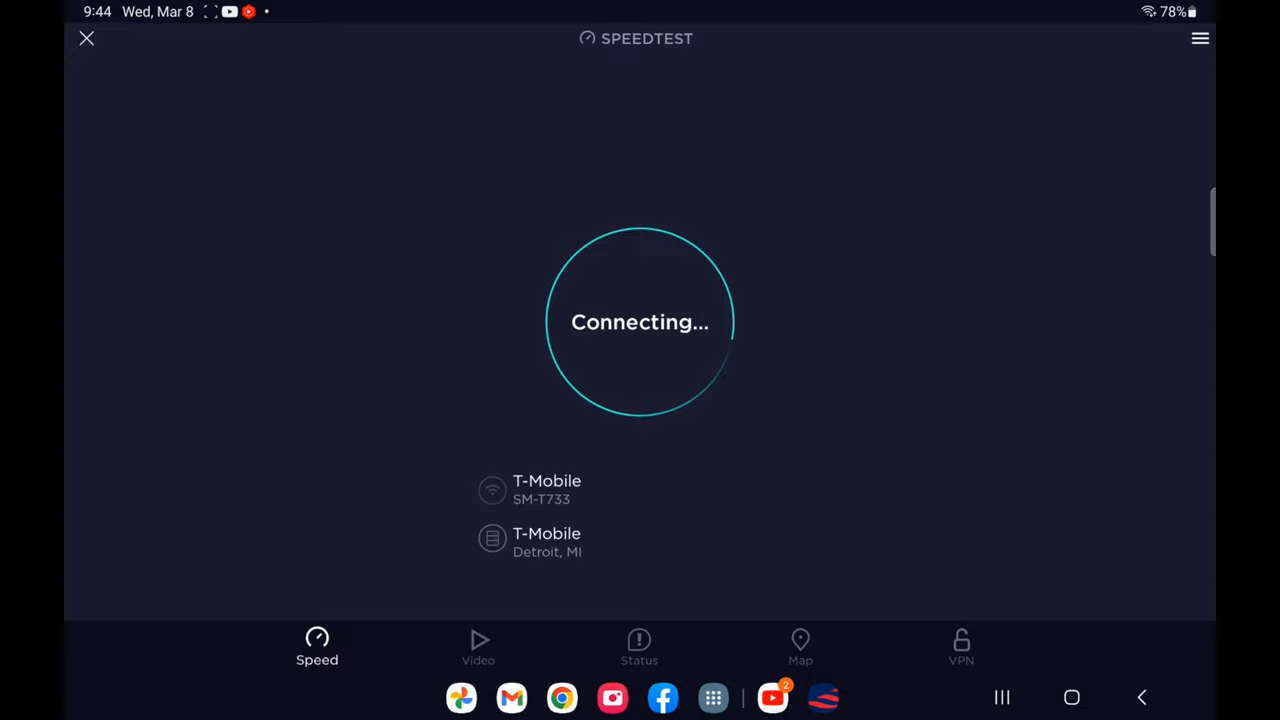 9:44 Wed, Mar 8
78%
SPEEDTEST
Connecting...
T-Mobile
SM-T733
T-Mobile
Detroit, MI
Speed
Video
Status
Map
VPN
2